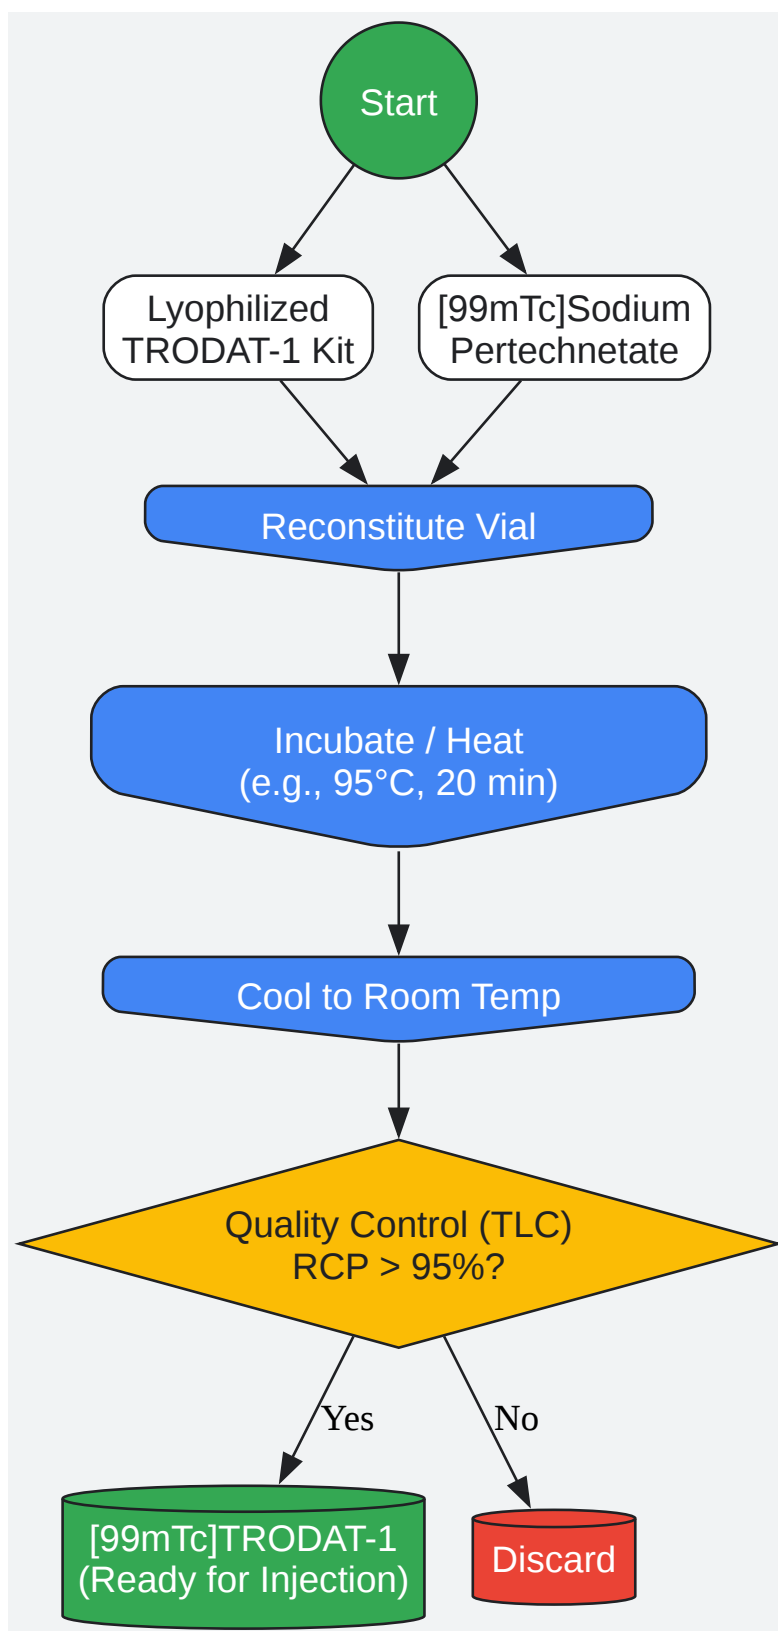 Start
Lyophilized
TRODAT-1 Kit
[99mTc]Sodium
Pertechnetate
Reconstitute Vial
Incubate / Heat
(e.g., 95°C, 20 min)
Cool to Room Temp
Quality Control (TLC)
RCP > 95%?
Yes
No
[99mTc]TRODAT-1
(Ready for Injection)
Discard